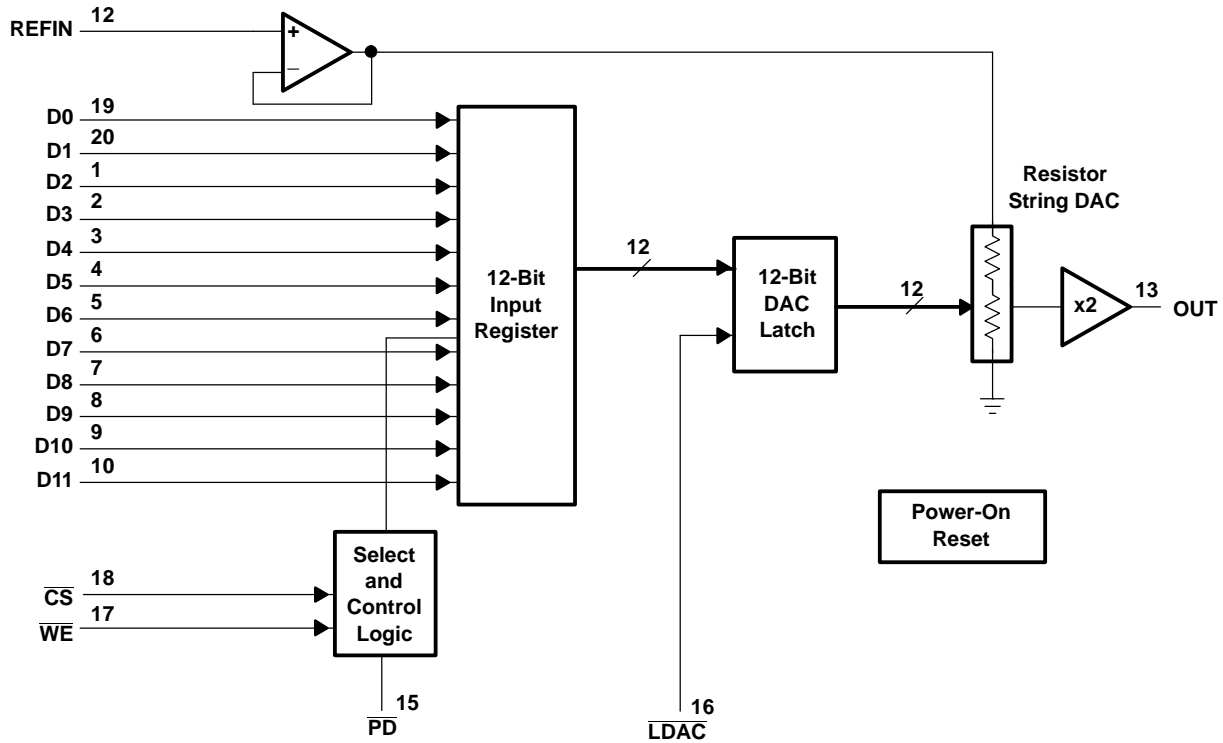 REFIN 12
+
−
D0 19
D1 20
D2 1
D3 2
D4 3
D5 4
D6 5
D7 6
D8 7
D9 8
D10 9
D11 10
12-Bit
Input
Register
12
12-Bit
DAC
Latch
12
Resistor
String DAC
x2
13 OUT
Power-On
Reset
Select
and
Control
Logic
CS 18
WE 17
15
PD
16
LDAC